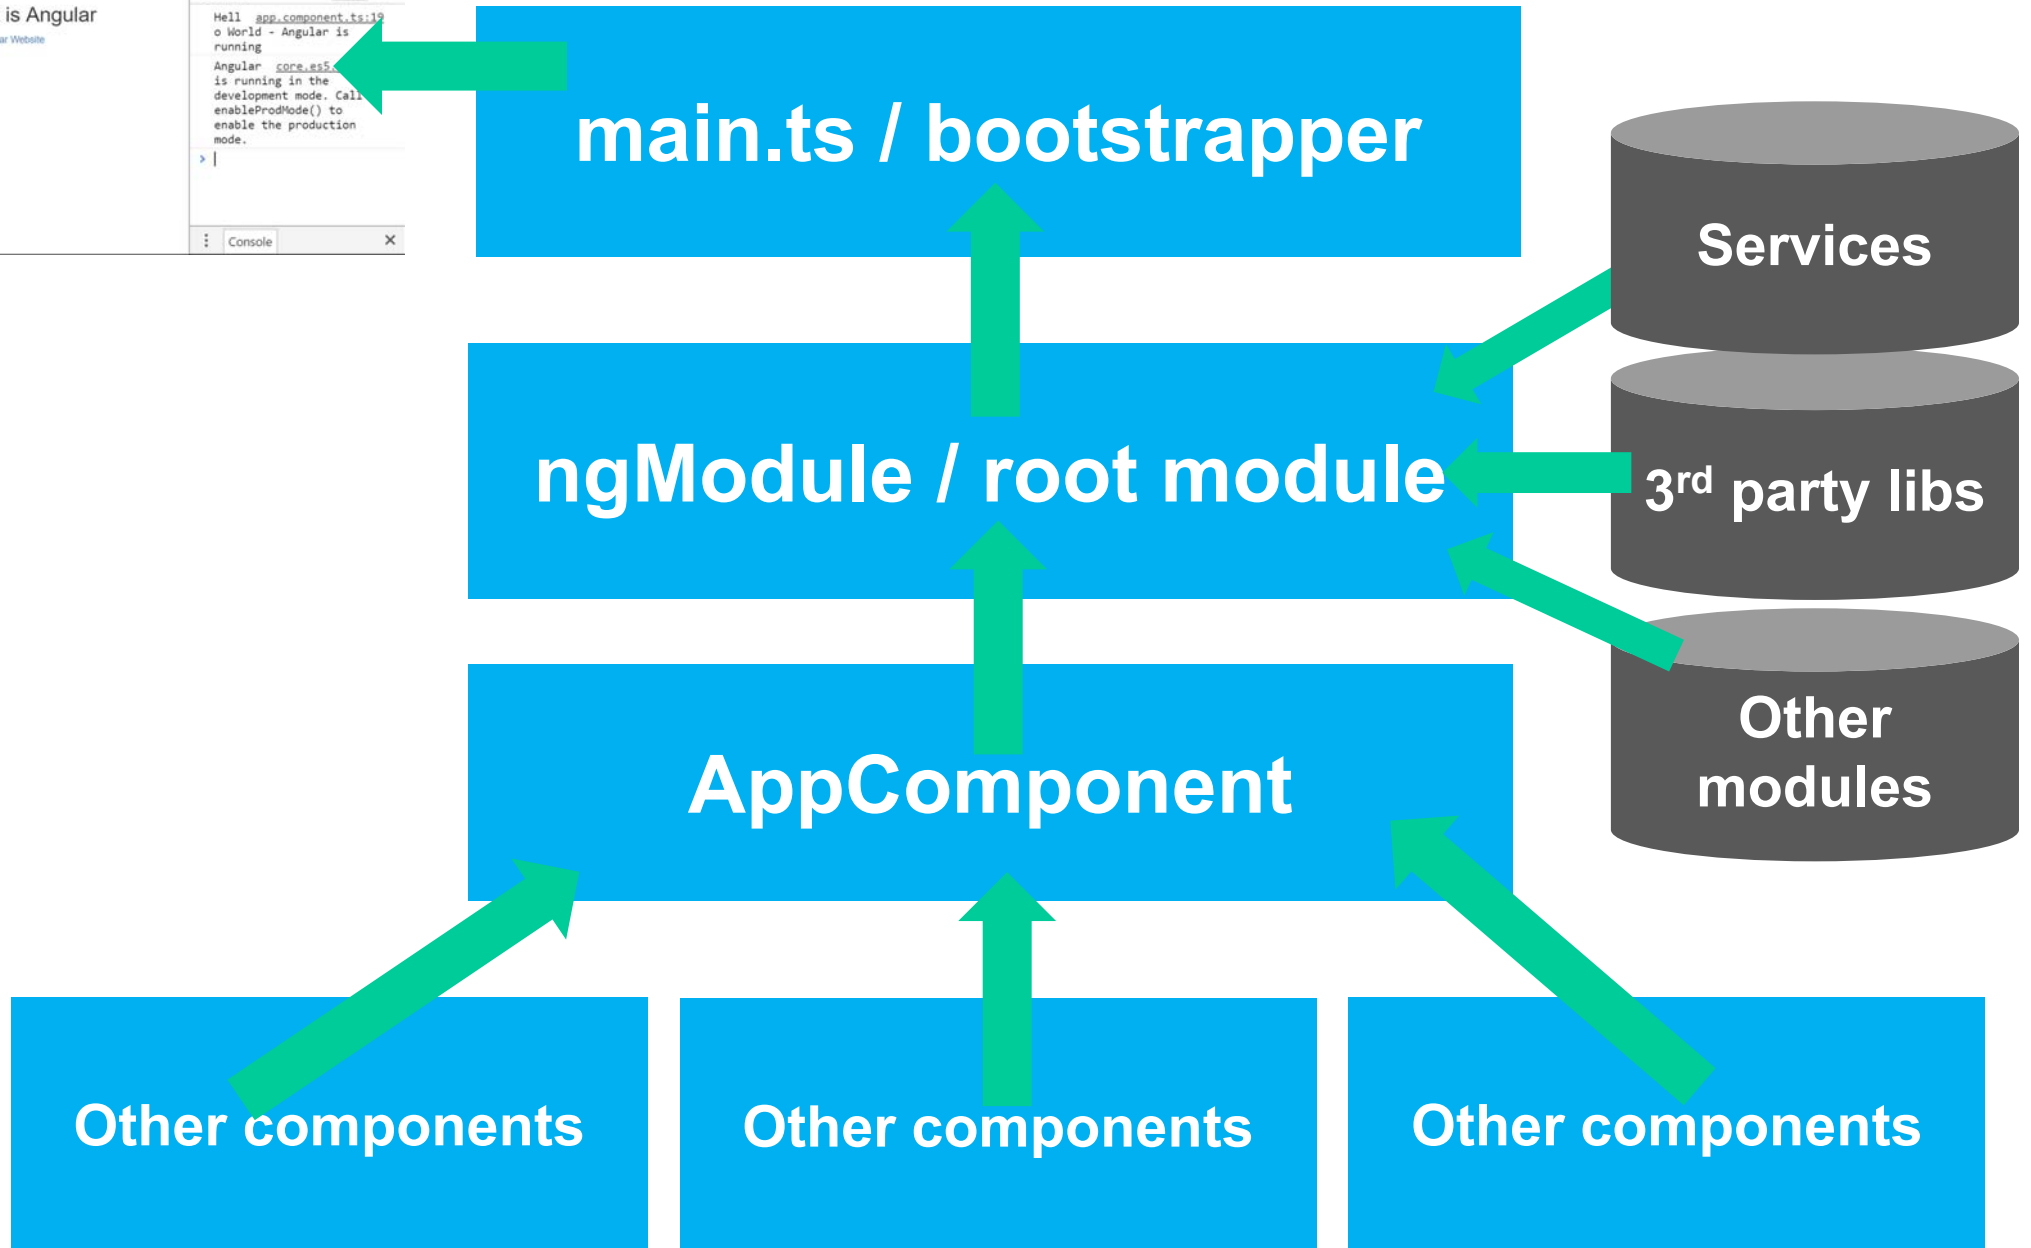 is Angular
ar Website
Hell app.component.ts:19
o World - Angular is
running
Angular core.es5.
is running in the
development mode. Call
enableProdMode() to
enable the production
mode.
>
Console
main.ts / bootstrapper
Services
ngModule / root module
3rd party libs
AppComponent
Other
modules
Other components
Other components
Other components